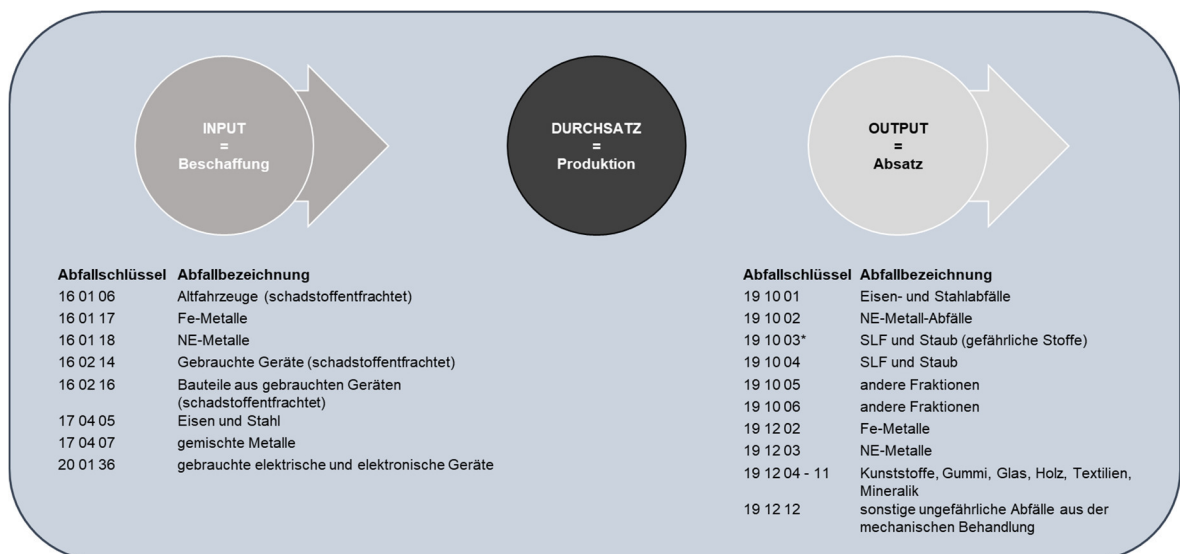 INPUT
=
Beschaffung
DURCHSATZ
=
Produktion
OUTPUT
=
Absatz
Abfallschlüssel Abfallbezeichnung
16 01 06 Altfahrzeuge (schadstoffentfrachtet)
16 01 17 Fe-Metalle
16 01 18 NE-Metalle
16 02 14 Gebrauchte Geräte (schadstoffentfrachtet)
16 02 16 Bauteile aus gebrauchten Geräten
(schadstoffentfrachtet)
17 04 05 Eisen und Stahl
17 04 07 gemischte Metalle
20 01 36 gebrauchte elektrische und elektronische Geräte
Abfallschlüssel Abfallbezeichnung
19 10 01 Eisen- und Stahlabfälle
19 10 02 NE-Metall-Abfälle
19 10 03* SLF und Staub (gefährliche Stoffe)
19 10 04 SLF und Staub
19 10 05 andere Fraktionen
19 10 06 andere Fraktionen
19 12 02 Fe-Metalle
19 12 03 NE-Metalle
19 12 04 - 11 Kunststoffe, Gummi, Glas, Holz, Textilien,
Mineralik
19 12 12 sonstige ungefährliche Abfälle aus der
mechanischen Behandlung